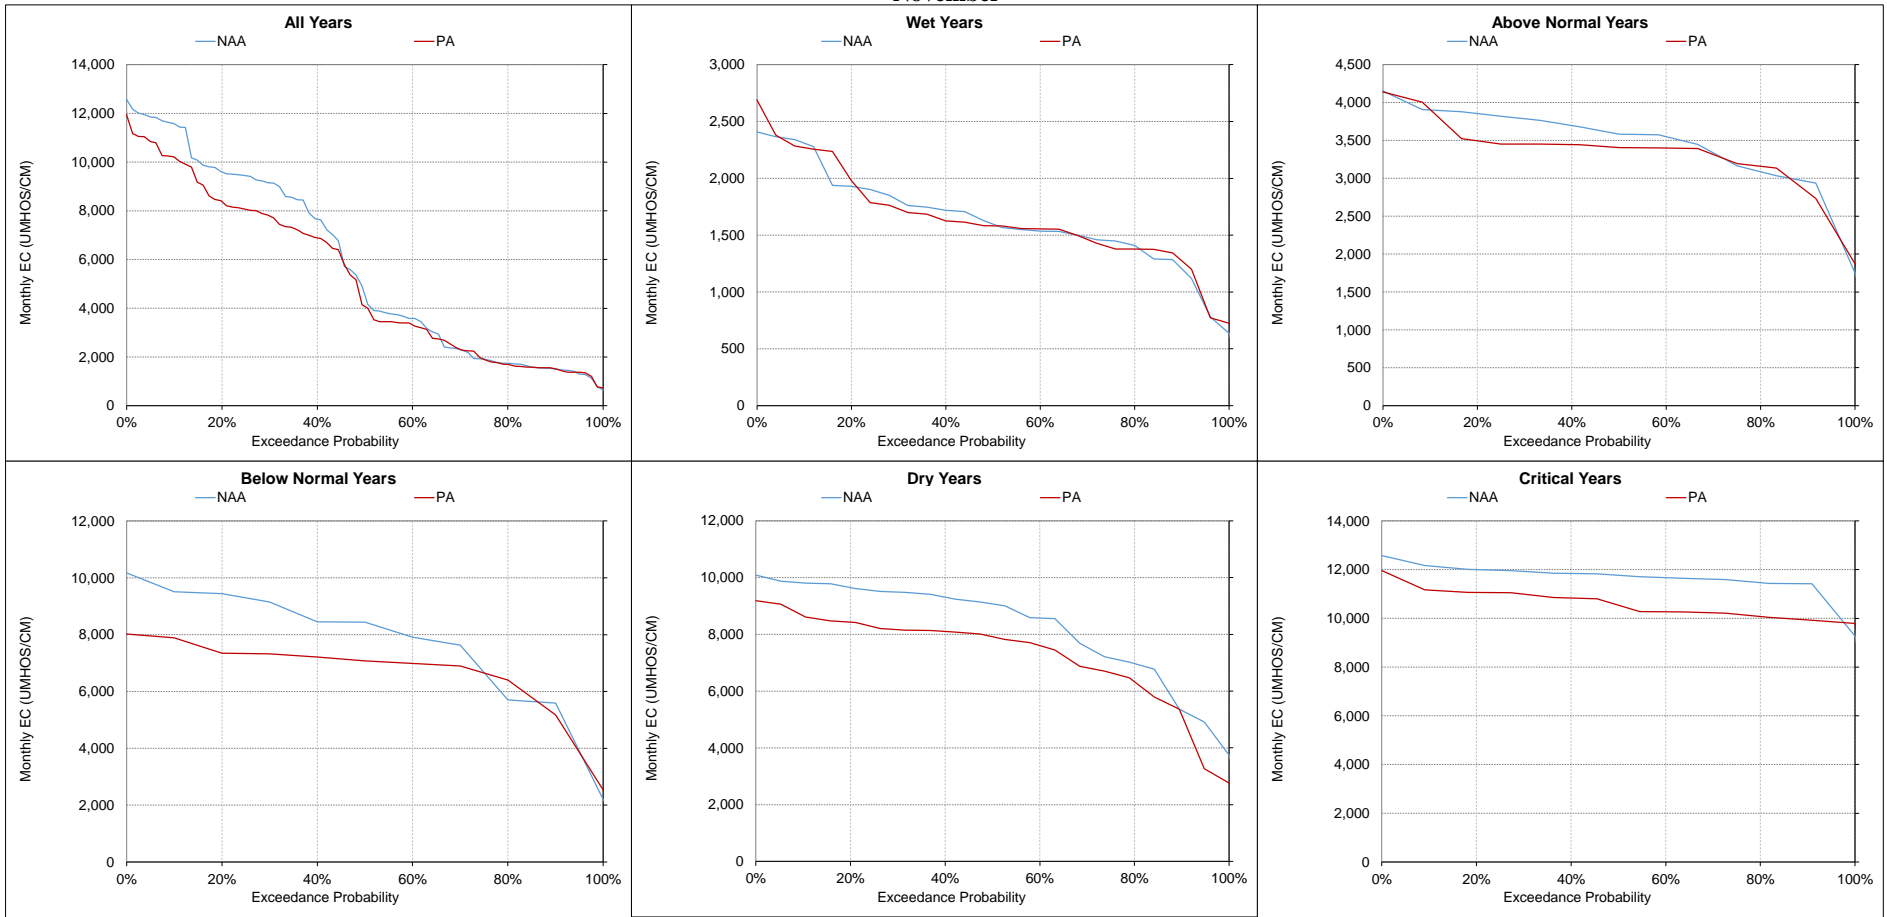 All Years
NAA PA
14,000
12,000
10,000
8,000
6,000
4,000
2,000
0
Monthly EC (UMHOS/CM)
0% 20% 40% 60% 80% 100%
Exceedance Probability
Wet Years
NAA PA
3,000
2,500
2,000
1,500
1,000
500
0
Monthly EC (UMHOS/CM)
0% 20% 40% 60% 80% 100%
Exceedance Probability
Above Normal Years
NAA PA
4,500
4,000
3,500
3,000
2,500
2,000
1,500
1,000
500
0
Monthly EC (UMHOS/CM)
0% 20% 40% 60% 80% 100%
Exceedance Probability
Below Normal Years
NAA PA
12,000
10,000
8,000
6,000
4,000
2,000
0
Monthly EC (UMHOS/CM)
0% 20% 40% 60% 80% 100%
Exceedance Probability
Dry Years
NAA PA
12,000
10,000
8,000
6,000
4,000
2,000
0
Monthly EC (UMHOS/CM)
0% 20% 40% 60% 80% 100%
Exceedance Probability
Critical Years
NAA PA
14,000
12,000
10,000
8,000
6,000
4,000
2,000
0
Monthly EC (UMHOS/CM)
0% 20% 40% 60% 80% 100%
Exceedance Probability